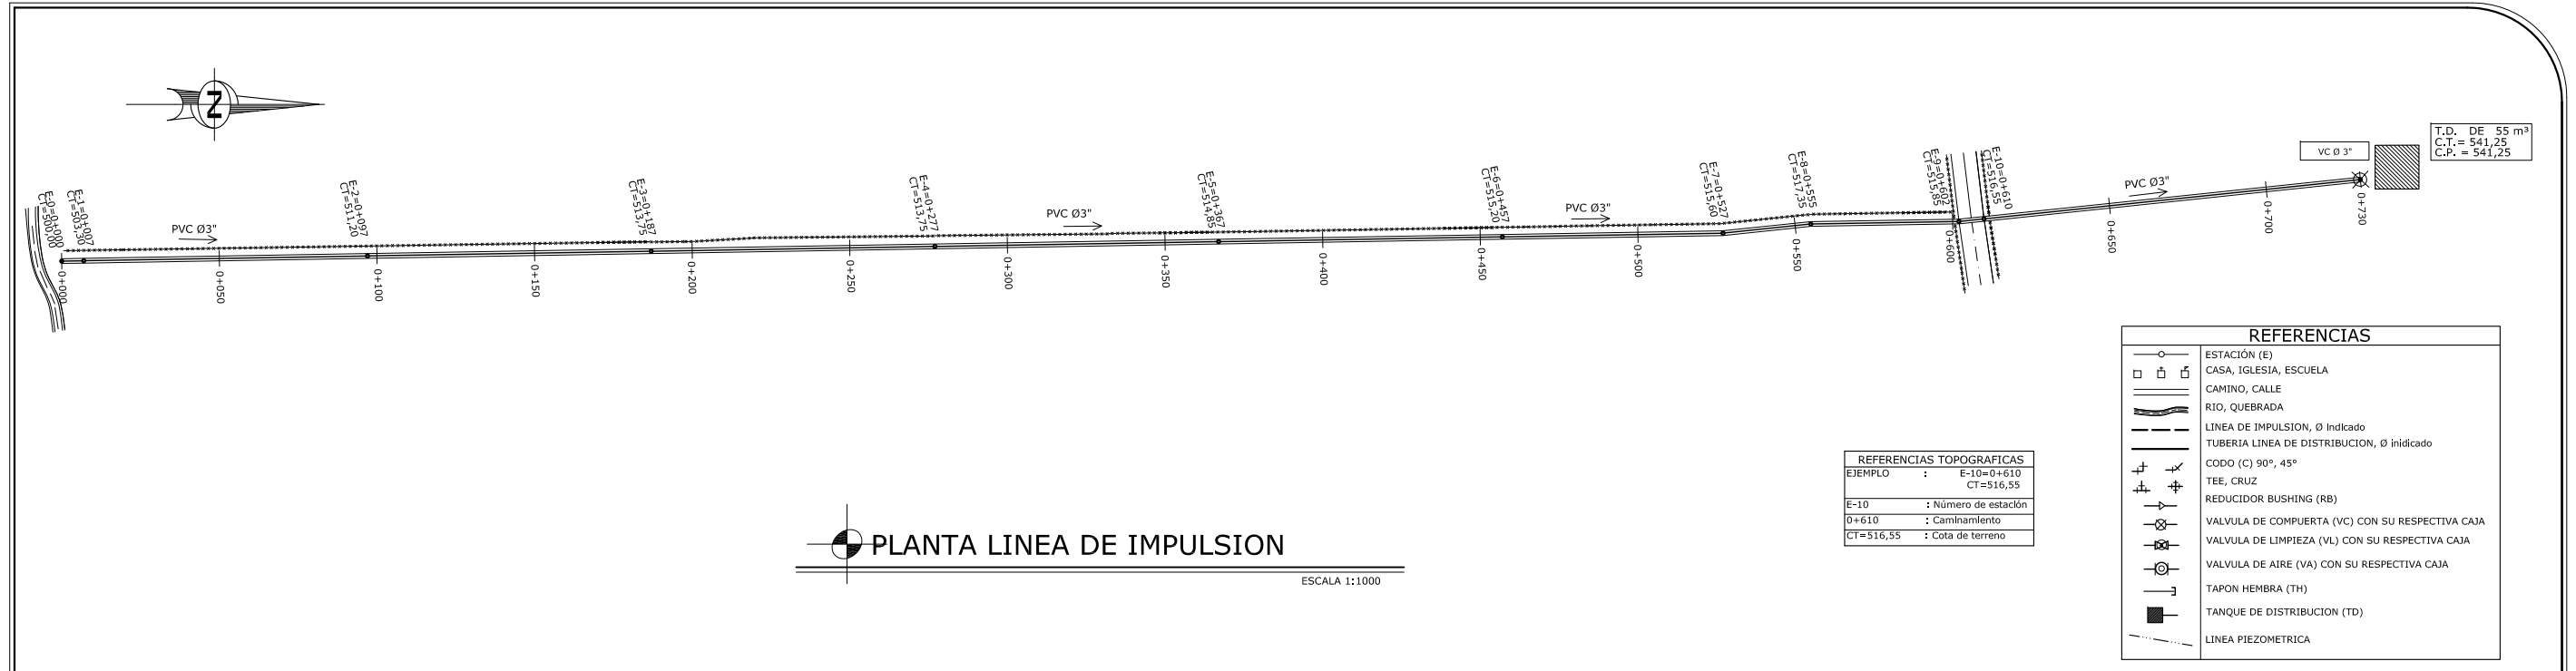 N
T.D. DE 55 m³
C.T.= 541,25
C.P. = 541,25
VC Ø 3"
E-0=0+000
CT=500,00
E-1=0+007
CT=503,30
E-2=0+097
CT=511,20
E-3=0+187
CT=513,75
E-4=0+277
CT=513,75
E-5=0+367
CT=514,85
E-6=0+457
CT=515,20
E-7=0+527
CT=515,60
E-8=0+555
CT=517,35
E-9=0+602
CT=515,85
E-10=0+610
CT=516,55
PVC Ø3"
PVC Ø3"
PVC Ø3"
PVC Ø3"
0+000
0+050
0+100
0+150
0+200
0+250
0+300
0+350
0+400
0+450
0+500
0+550
0+600
0+650
0+700
0+730
REFERENCIAS
ESTACIÓN (E)
CASA, IGLESIA, ESCUELA
CAMINO, CALLE
RIO, QUEBRADA
LINEA DE IMPULSION, Ø Indicado
TUBERIA LINEA DE DISTRIBUCION, Ø inidicado
CODO (C) 90°, 45°
TEE, CRUZ
REDUCIDOR BUSHING (RB)
VALVULA DE COMPUERTA (VC) CON SU RESPECTIVA CAJA
VALVULA DE LIMPIEZA (VL) CON SU RESPECTIVA CAJA
VALVULA DE AIRE (VA) CON SU RESPECTIVA CAJA
TAPON HEMBRA (TH)
TANQUE DE DISTRIBUCION (TD)
LINEA PIEZOMETRICA
REFERENCIAS TOPOGRAFICAS
EJEMPLO : E-10=0+610
CT=516,55
E-10 : Número de estación
0+610 : Caminamiento
CT=516,55 : Cota de terreno
PLANTA LINEA DE IMPULSION
ESCALA 1:1000